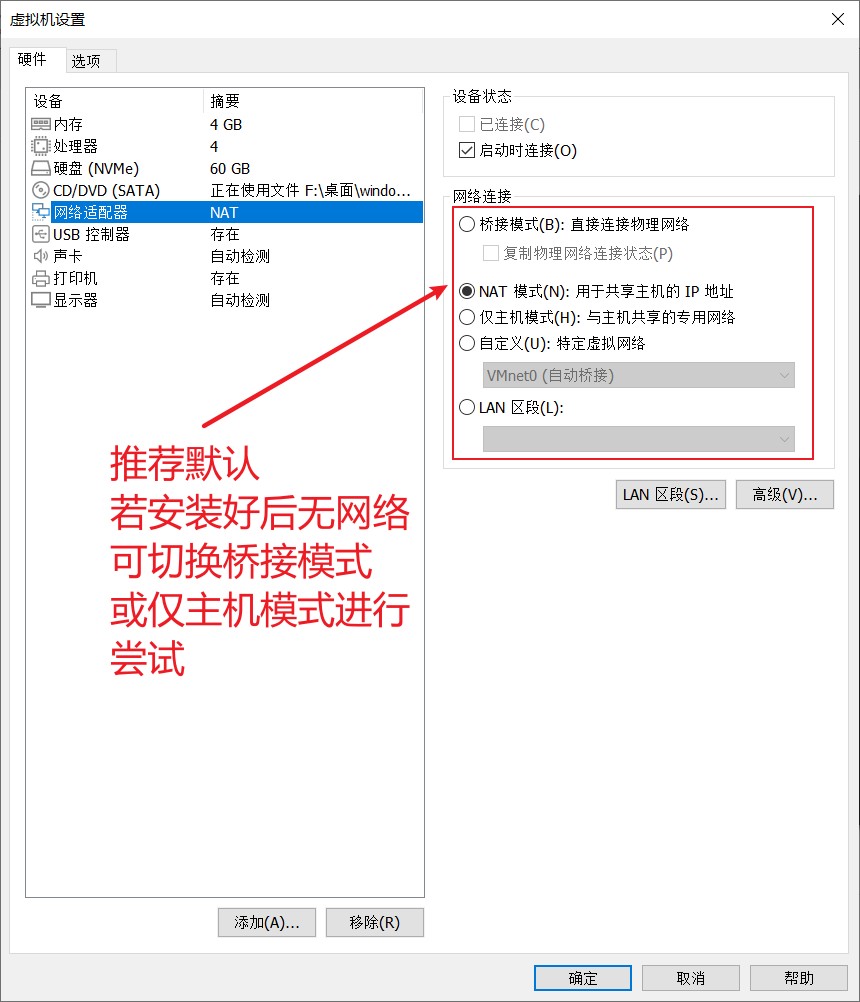 虚拟机设置
硬件 选项
设备 摘要
内存 4 GB
处理器 4
硬盘 (NVMe) 60 GB
CD/DVD (SATA) 正在使用文件 F:\桌面\windo...
网络适配器 NAT
USB 控制器 存在
声卡 自动检测
打印机 存在
显示器 自动检测
推荐默认
若安装好后无网络
可切换桥接模式
或仅主机模式进行
尝试
添加(A)... 移除(R)
设备状态
已连接(C)
启动时连接(O)
网络连接
桥接模式(B): 直接连接物理网络
复制物理网络连接状态(P)
NAT 模式(N): 用于共享主机的 IP 地址
仅主机模式(H): 与主机共享的专用网络
自定义(U): 特定虚拟网络
VMnet0 (自动桥接)
LAN 区段(L):
LAN 区段(S)... 高级(V)...
确定 取消 帮助